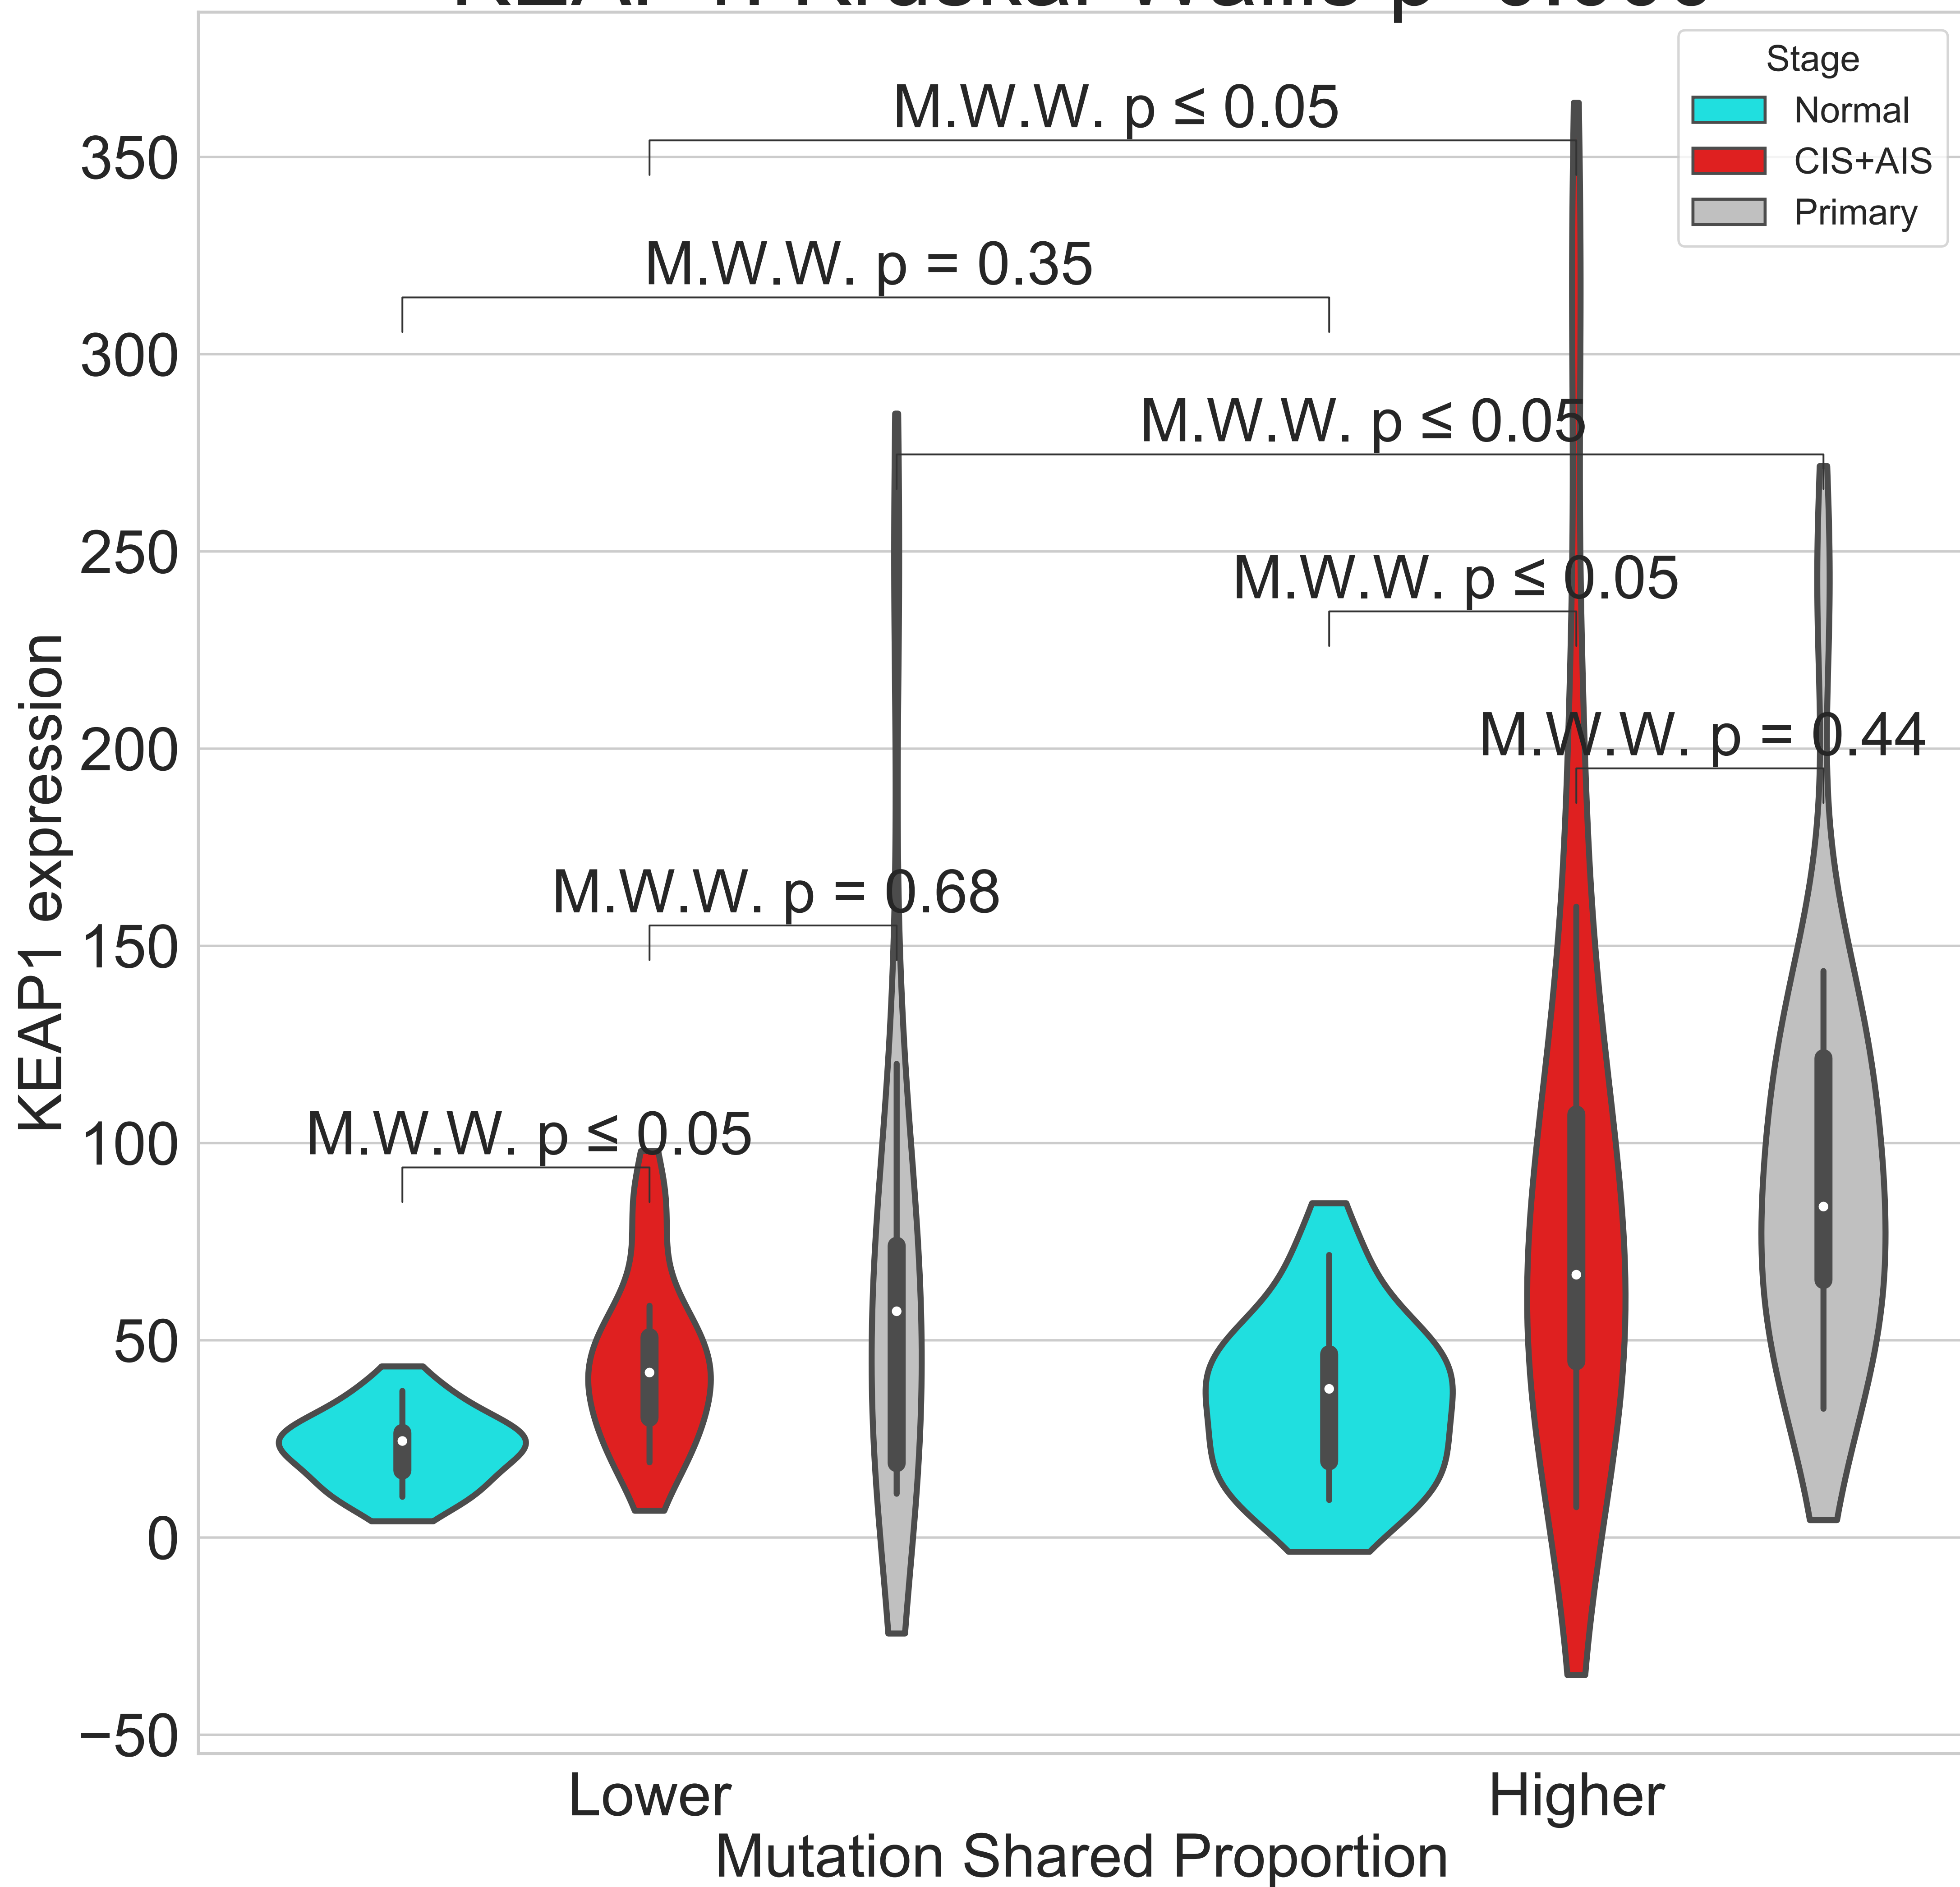 Stage
Normal
CIS+AIS
Primary
M.W.W. p ≤ 0.05
M.W.W. p = 0.35
M.W.W. p ≤ 0.05
M.W.W. p ≤ 0.05
M.W.W. p = 0.44
M.W.W. p = 0.68
M.W.W. p ≤ 0.05
350
300
250
200
150
100
50
0
−50
KEAP1 expression
Lower
Higher
Mutation Shared Proportion